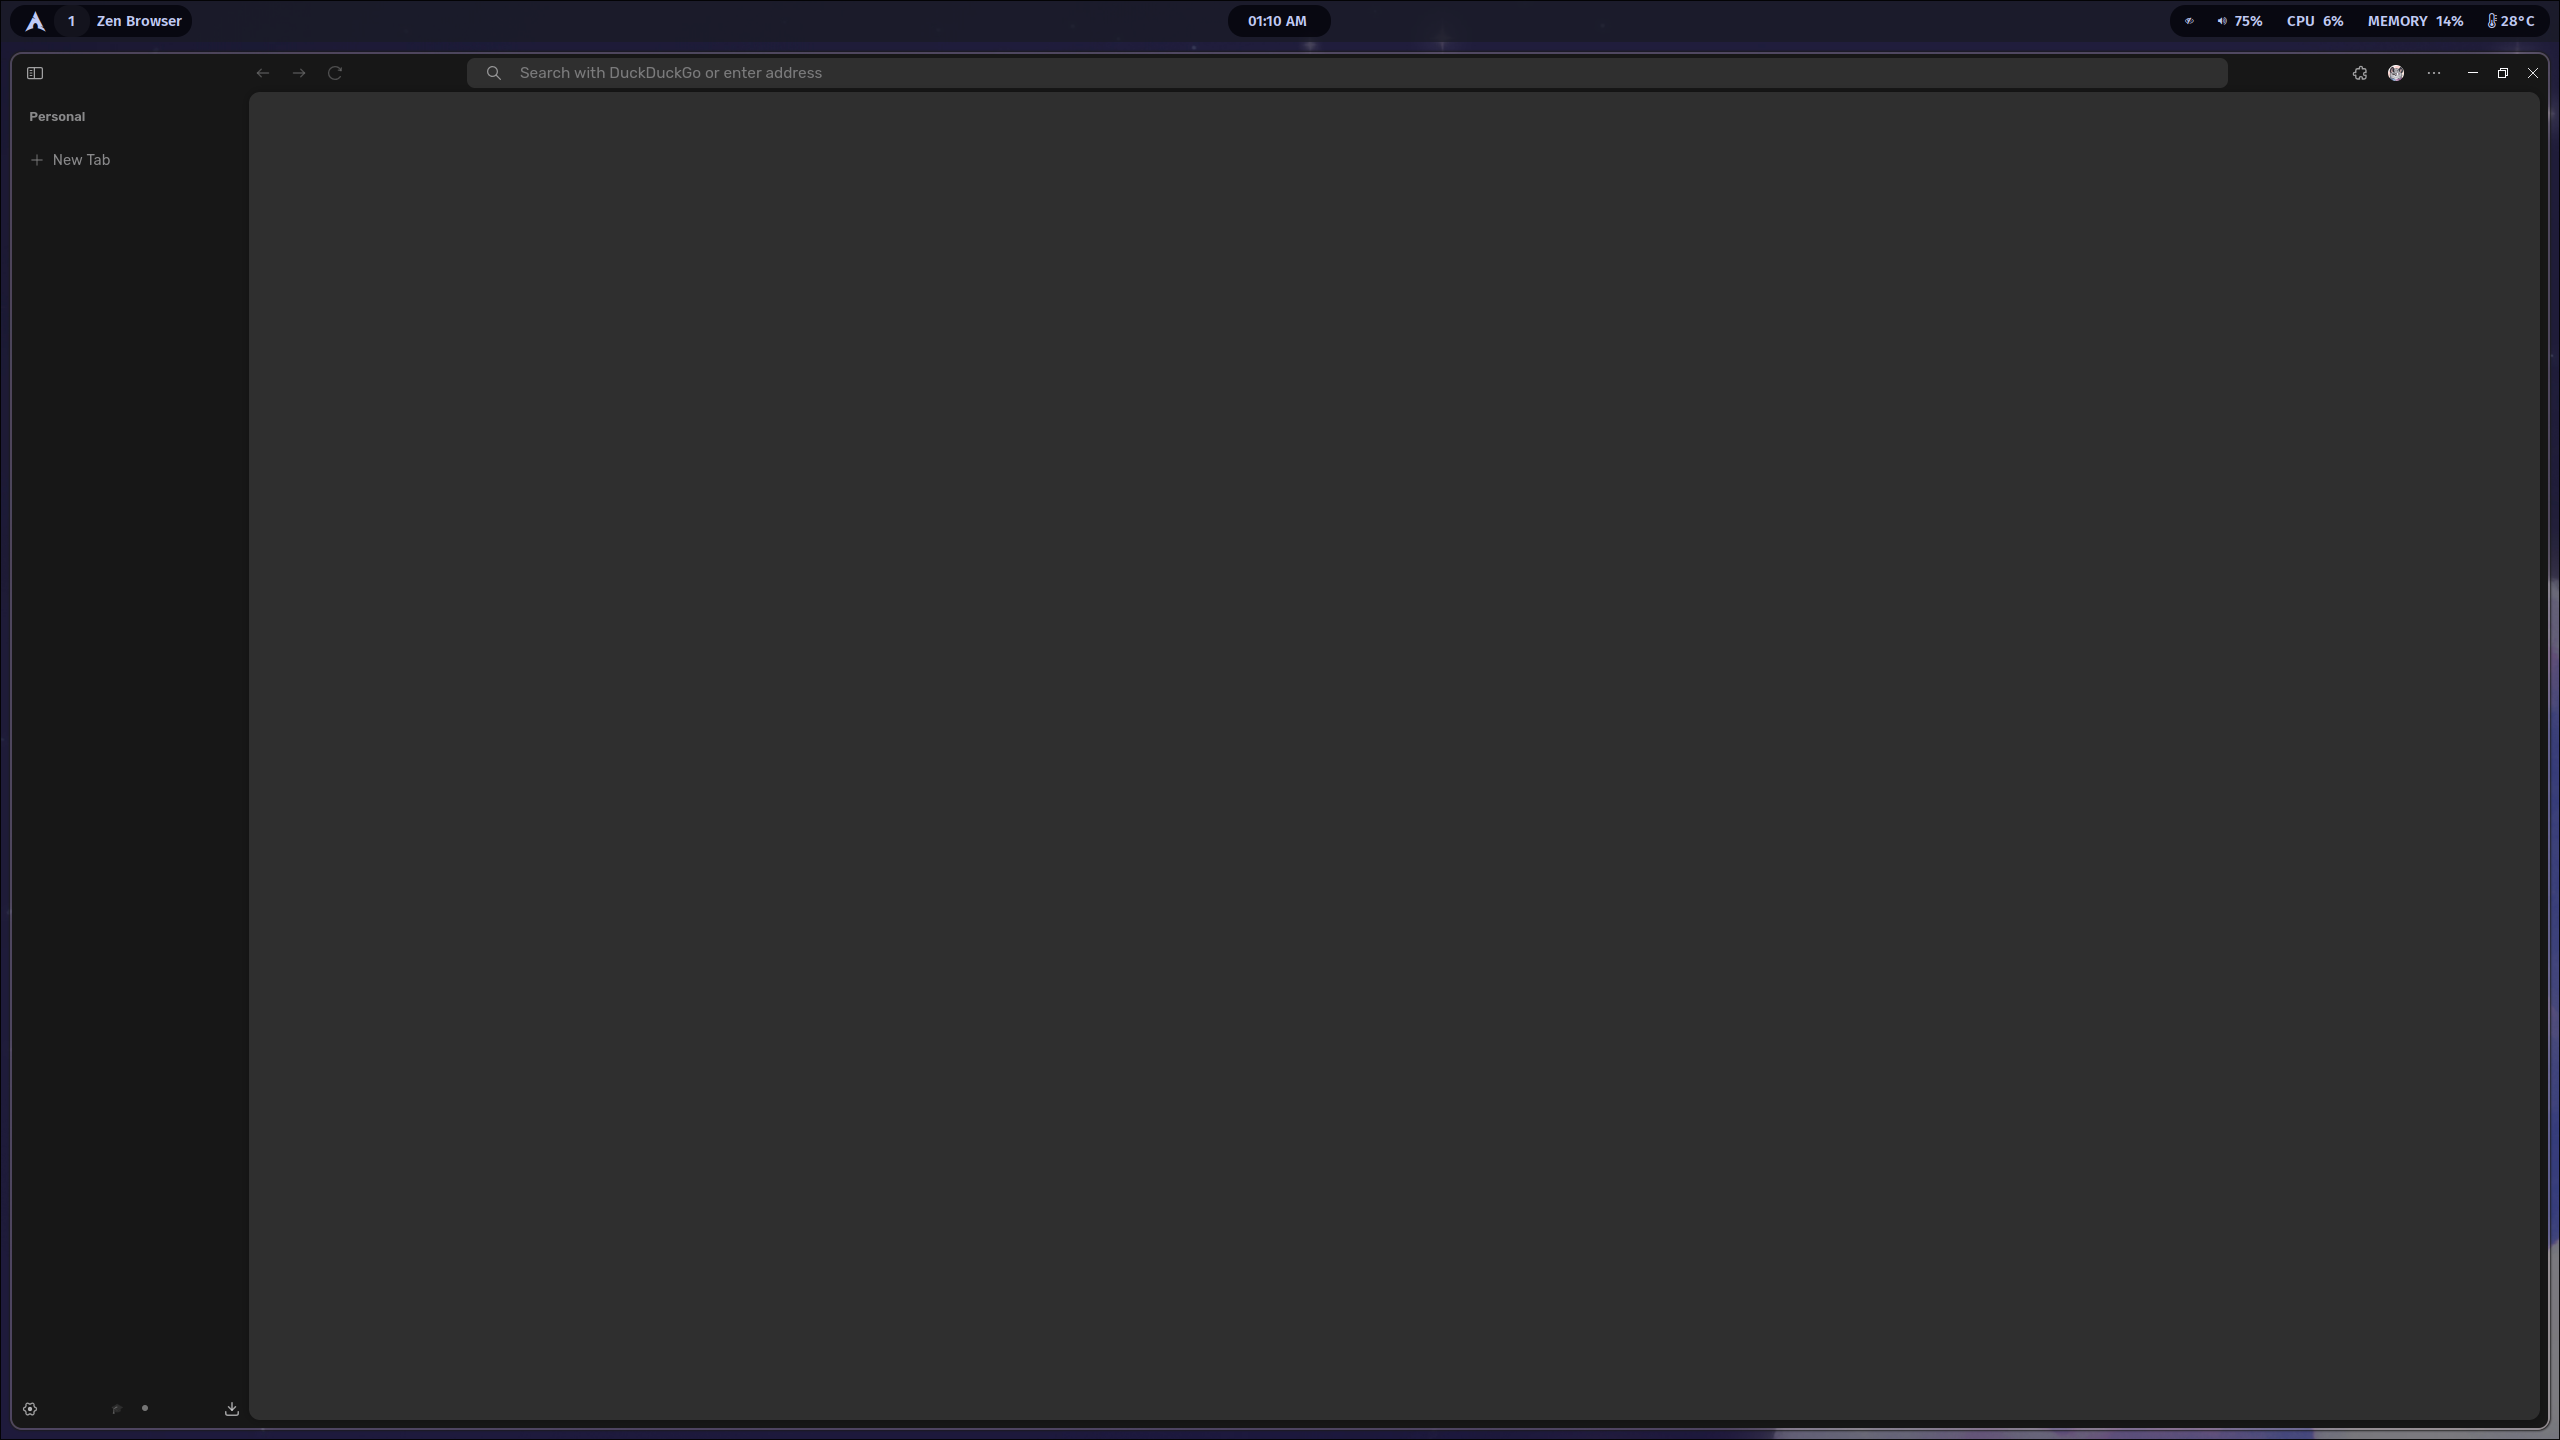 1 Zen Browser
01:10 AM
75% CPU 6% MEMORY 14% 28°C
Search with DuckDuckGo or enter address
Personal
New Tab